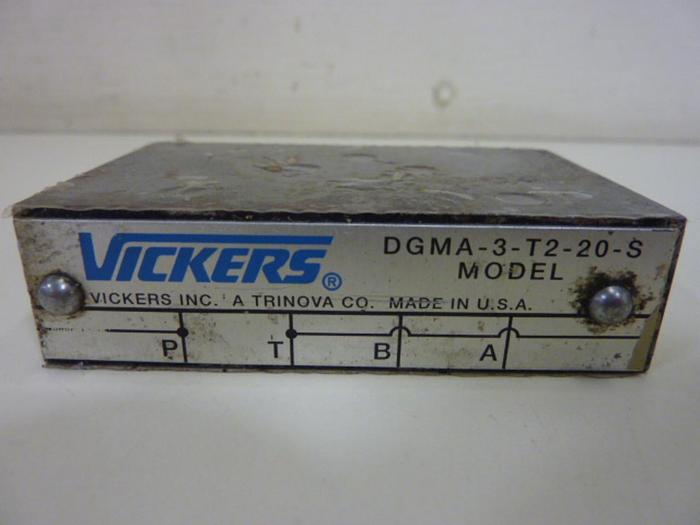 VICKERS®
DGMA-3-T2-20-S
MODEL
VICKERS INC. A TRINOVA CO. MADE IN U.S.A.
P T B A